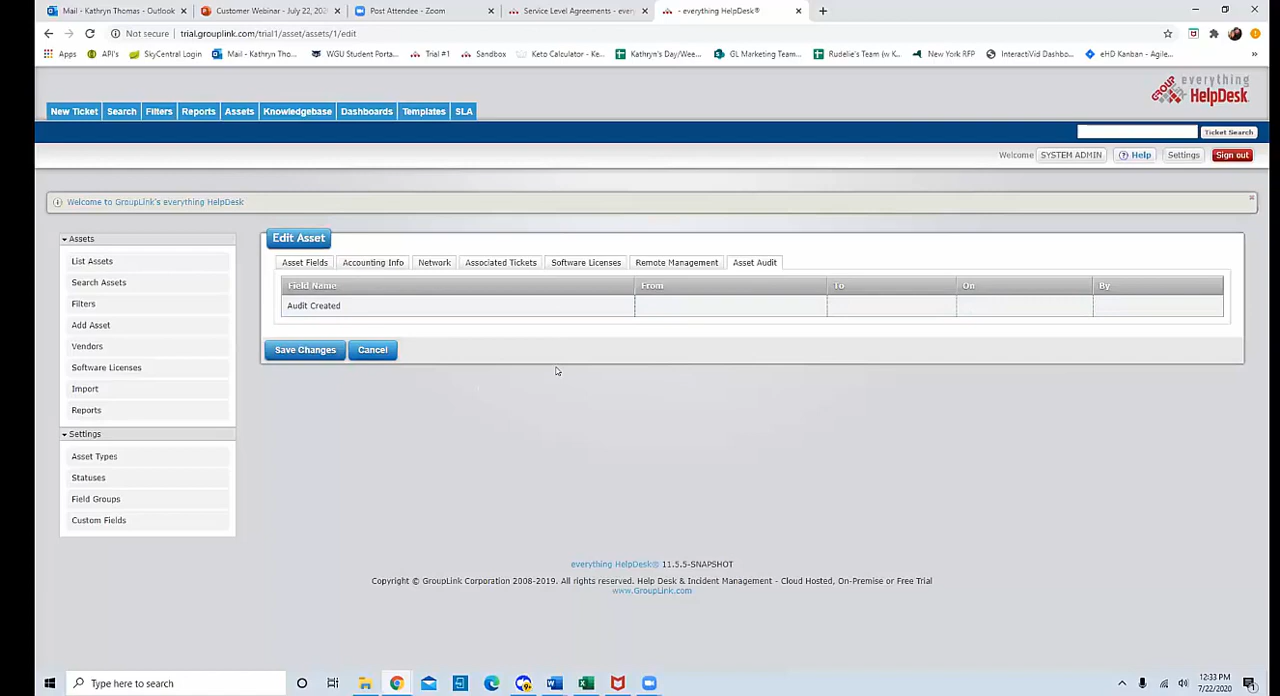 Mail - Kathryn Thomas - Outlook
Customer Webinar - July 22, 202
Post Attendee - Zoom
Service Level Agreements - every
- everything HelpDesk®
Not secure | trial.grouplink.com/trial1/asset/assets/1/edit
Apps
API's
SkyCentral Login
Mail - Kathryn Tho...
WGU Student Porta...
Trial #1
Sandbox
Keto Calculator - Ke...
Kathryn's Day/Wee...
GL Marketing Team...
Rudelie's Team (w K...
New York RFP
InteractiVid Dashbo...
eHD Kanban - Agile...
»
everything
GROUP LINK HelpDesk
New Ticket
Search
Filters
Reports
Assets
Knowledgebase
Dashboards
Templates
SLA
Ticket Search
Welcome SYSTEM ADMIN
Help
Settings
Sign out
Welcome to GroupLink's everything HelpDesk
Assets
List Assets
Search Assets
Filters
Add Asset
Vendors
Software Licenses
Import
Reports
Settings
Asset Types
Statuses
Field Groups
Custom Fields
Edit Asset
Asset Fields
Accounting Info
Network
Associated Tickets
Software Licenses
Remote Management
Asset Audit
Field Name
From
To
On
By
Audit Created
Save Changes
Cancel
everything HelpDesk® 11.5.5-SNAPSHOT
Copyright © GroupLink Corporation 2008-2019. All rights reserved. Help Desk & Incident Management - Cloud Hosted, On-Premise or Free Trial
www.GroupLink.com
Type here to search
12:33 PM
7/22/2020